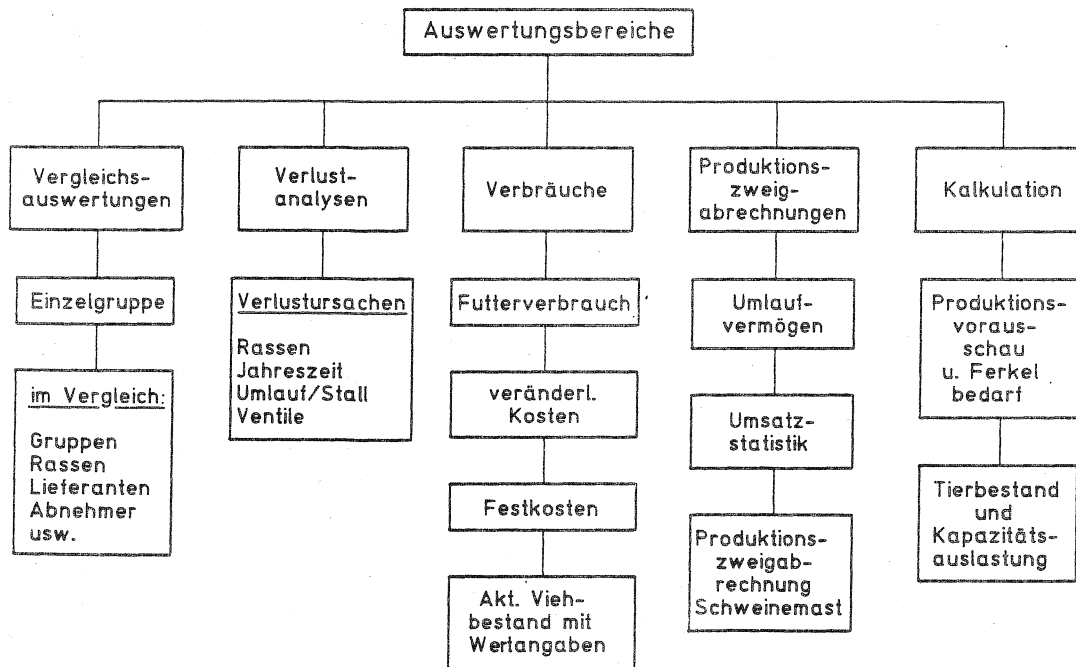 Auswertungsbereiche
Vergleichs-
auswertungen
Einzelgruppe
im Vergleich:
Gruppen
Rassen
Lieferanten
Abnehmer
usw.
Verlust-
analysen
Verlustursachen
Rassen
Jahreszeit
Umlauf/Stall
Ventile
Verbräuche
Futterverbrauch
veränderl.
Kosten
Festkosten
Akt. Vieh-
bestand mit
Wertangaben
Produktions-
zweig-
abrechnungen
Umlauf-
vermögen
Umsatz-
statistik
Produktions-
zweigab-
rechnung
Schweinemast
Kalkulation
Produktions-
voraus-
schau
u. Ferkel
bedarf
Tierbestand
und
Kapazitäts-
auslastung